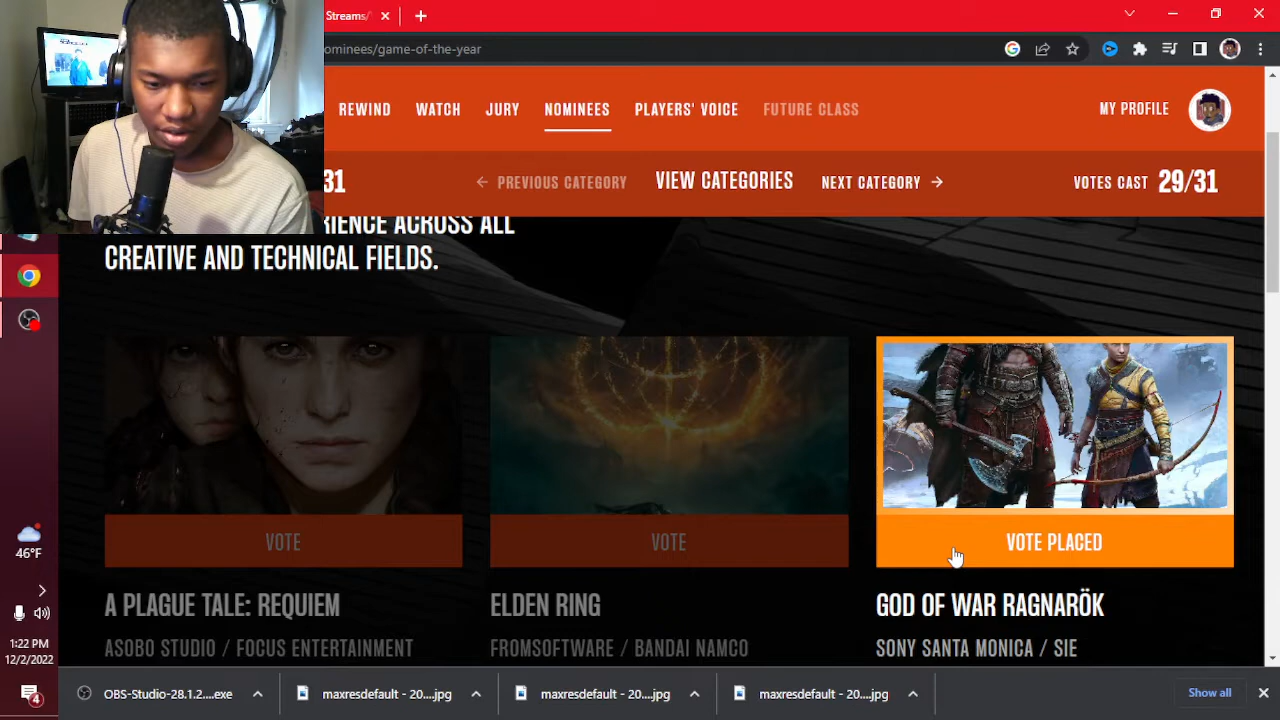 Streams/
ominees/game-of-the-year
REWIND WATCH JURY NOMINEES PLAYERS' VOICE FUTURE CLASS MY PROFILE
31 ← PREVIOUS CATEGORY VIEW CATEGORIES NEXT CATEGORY → VOTES CAST 29/31
RIENCE ACROSS ALL
CREATIVE AND TECHNICAL FIELDS.
VOTE VOTE VOTE PLACED
A PLAGUE TALE: REQUIEM ELDEN RING GOD OF WAR RAGNARÖK
ASOBO STUDIO / FOCUS ENTERTAINMENT FROMSOFTWARE / BANDAI NAMCO SONY SANTA MONICA / SIE
46°F
1:22 PM
12/2/2022
4
OBS-Studio-28.1.2....exe maxresdefault - 20....jpg maxresdefault - 20....jpg maxresdefault - 20....jpg Show all